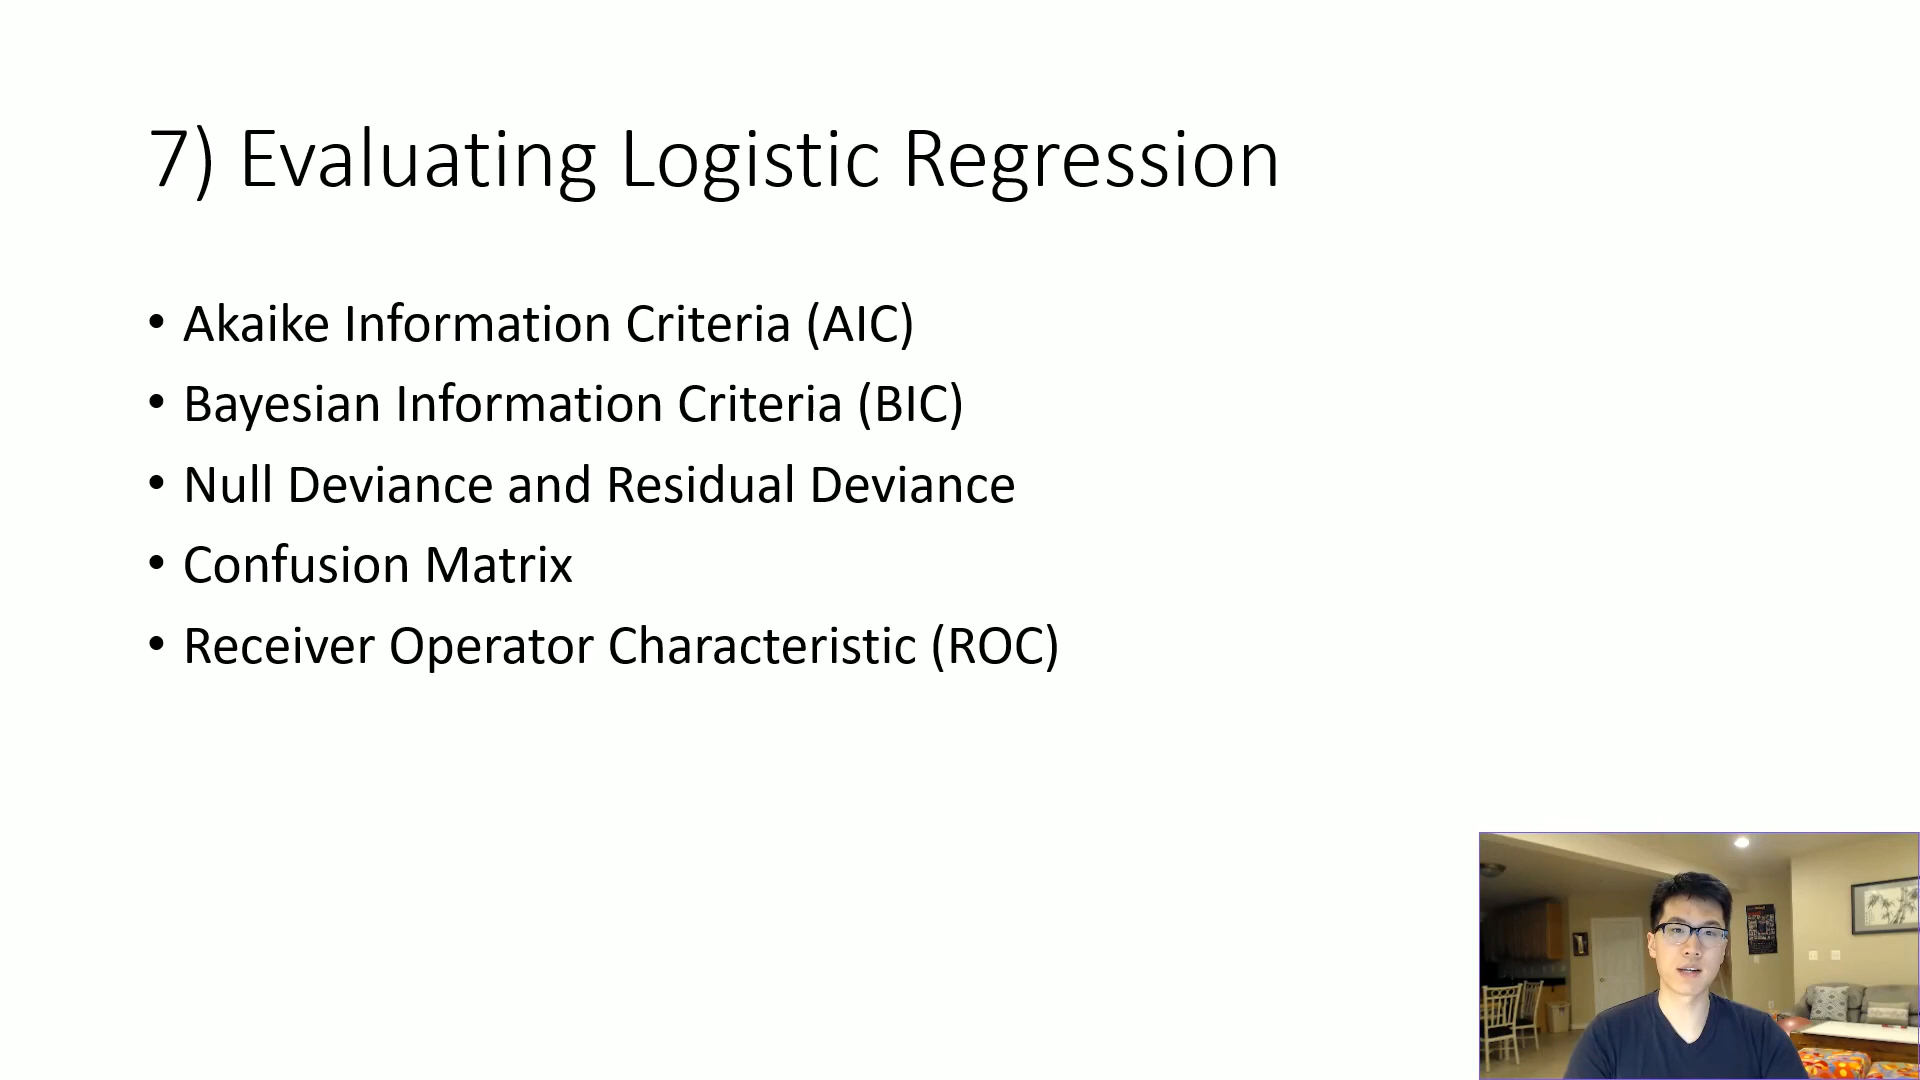 7) Evaluating Logistic Regression
• Akaike Information Criteria (AIC)
• Bayesian Information Criteria (BIC)
• Null Deviance and Residual Deviance
• Confusion Matrix
• Receiver Operator Characteristic (ROC)